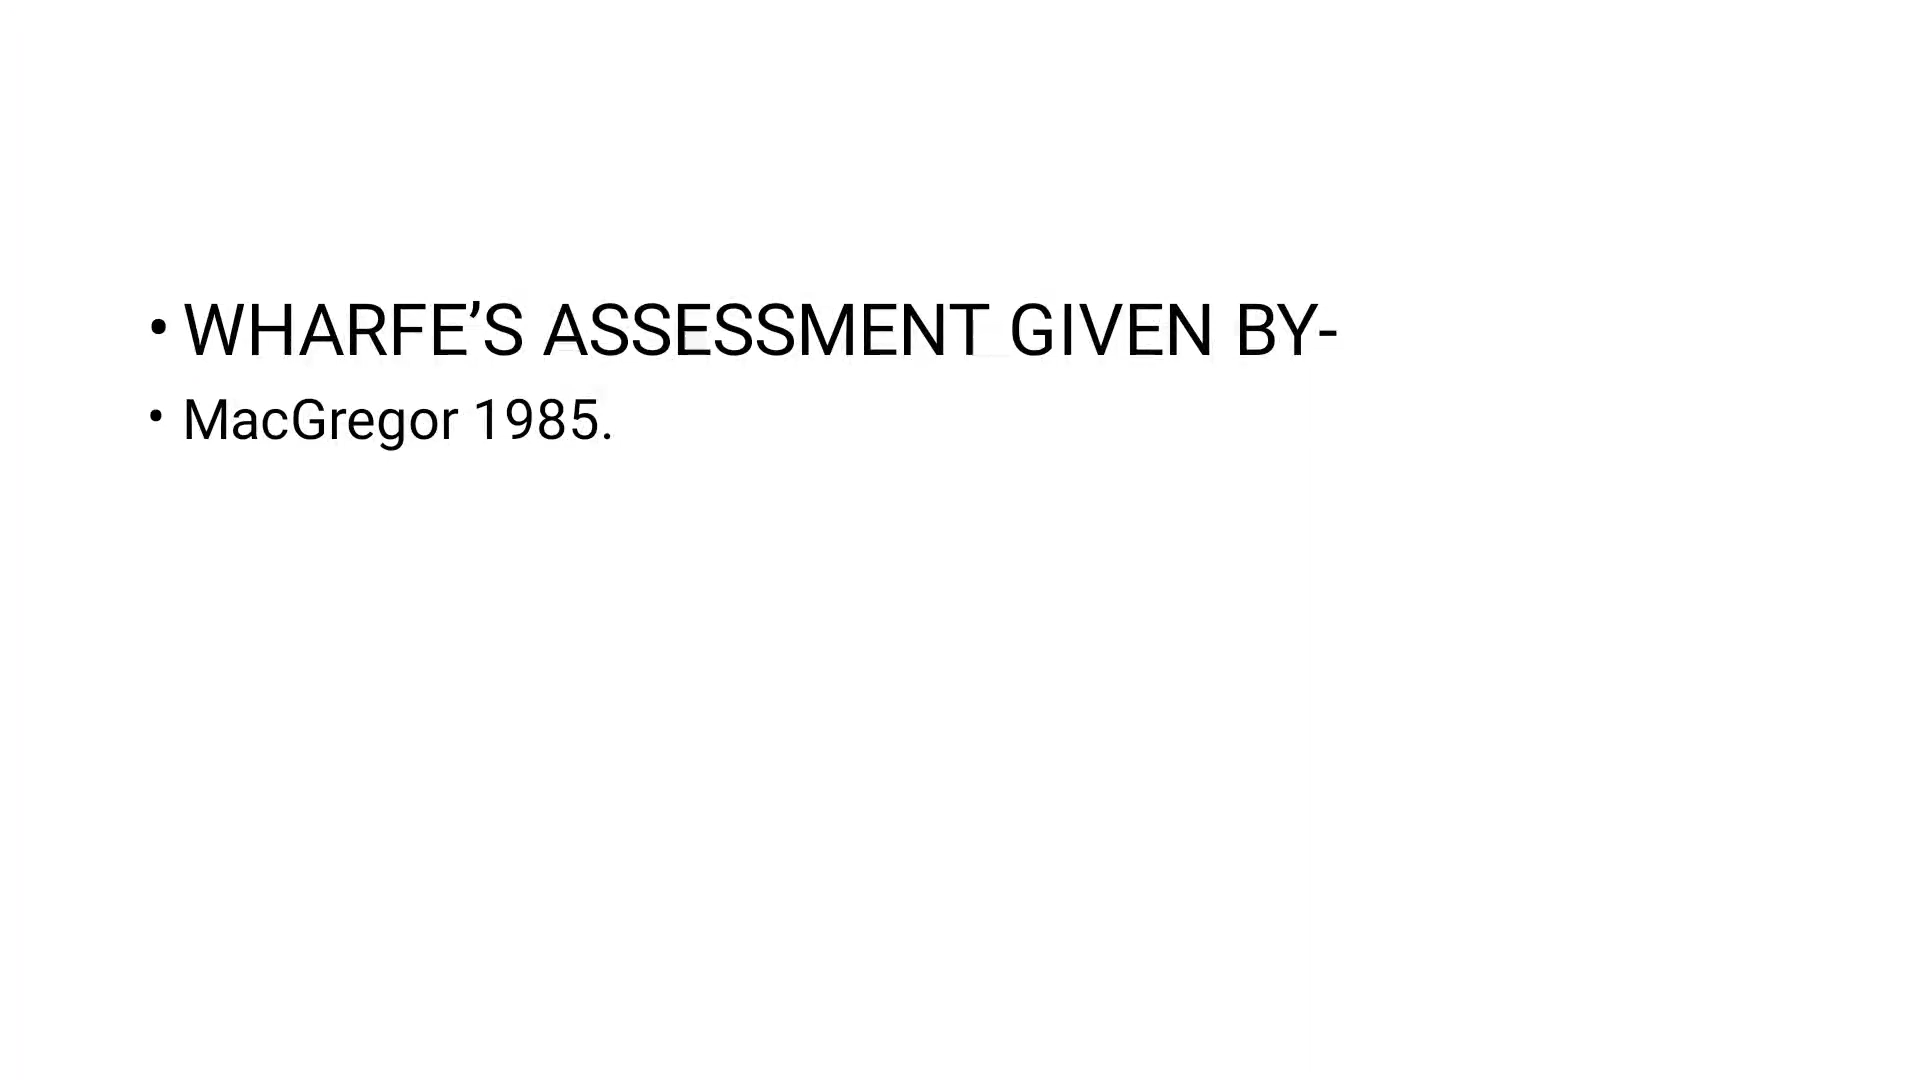 • WHARFE’S ASSESSMENT GIVEN BY-
• MacGregor 1985.